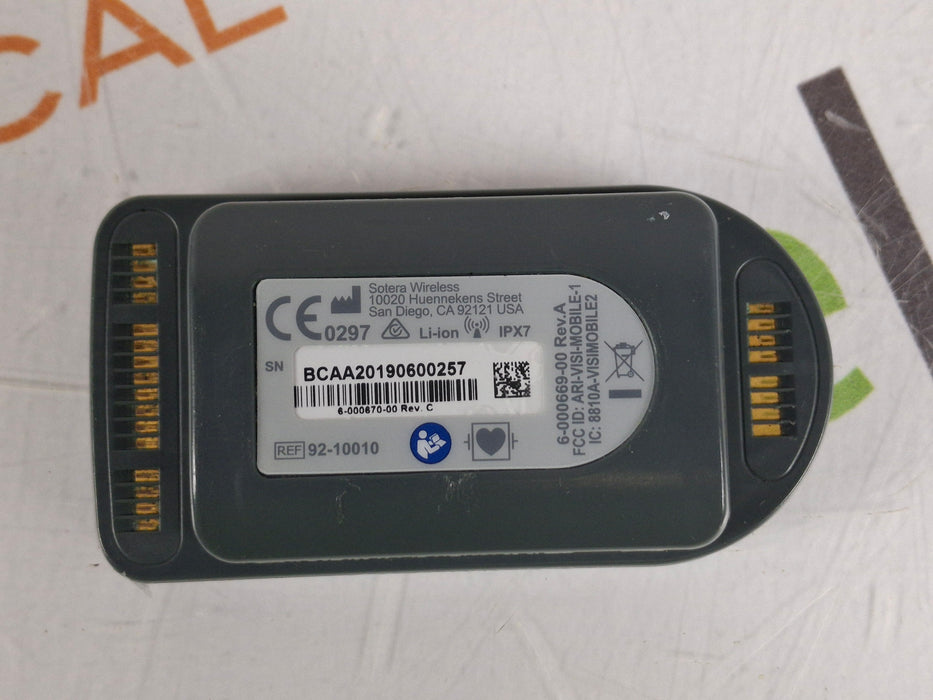 CAL
Sotera Wireless
10020 Huennekens Street
San Diego, CA 92121 USA
CE 0297 Li-ion IPX7
SN BCAA20190600257
6-000670-00 Rev. C
REF 92-10010
6-000669-00 Rev.A
FCC ID: ARI-VISI-MOBILE-1
IC: 8810A-VISIMOBILE2